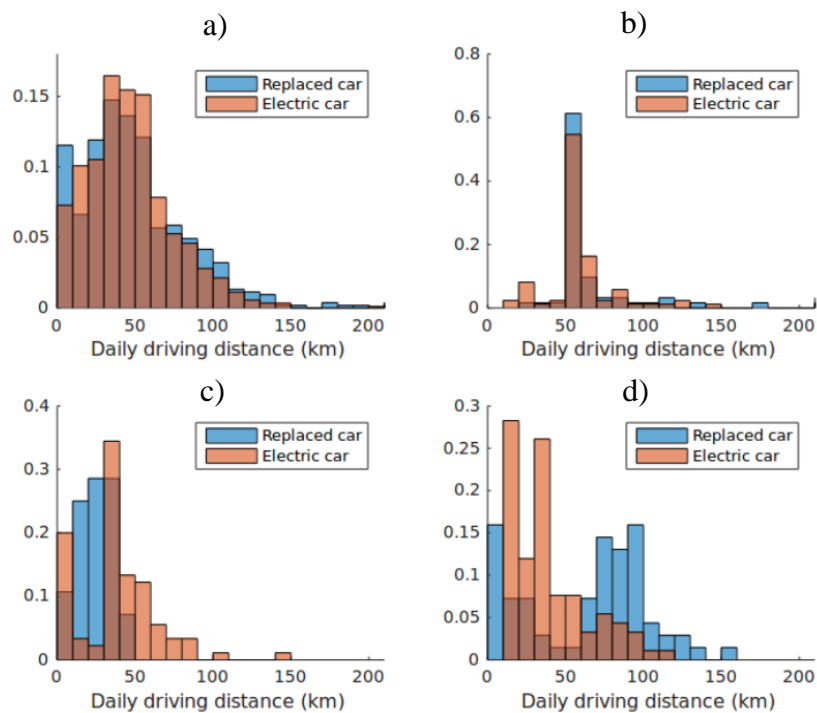 a)
Replaced car
Electric car
0.15
0.1
0.05
0
0 50 100 150 200
Daily driving distance (km)
b)
0.8
Replaced car
Electric car
0.6
0.4
0.2
0
0 50 100 150 200
Daily driving distance (km)
c)
0.4
Replaced car
Electric car
0.3
0.2
0.1
0
0 50 100 150 200
Daily driving distance (km)
d)
0.3
Replaced car
Electric car
0.25
0.2
0.15
0.1
0.05
0
0 50 100 150 200
Daily driving distance (km)